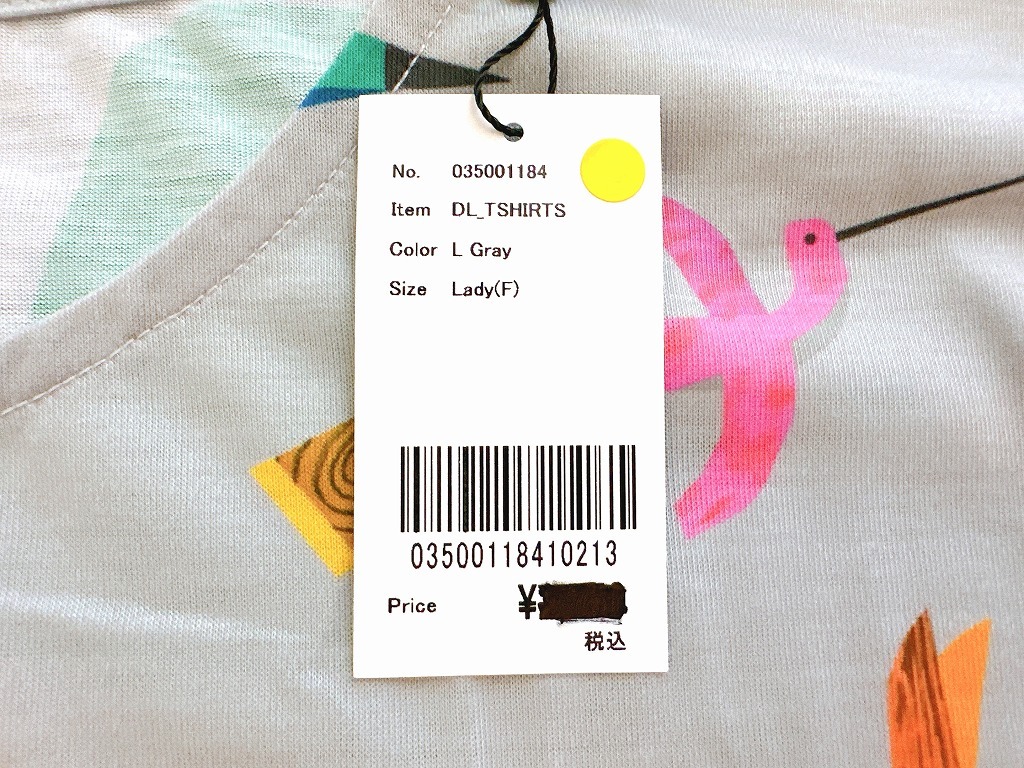 No. 035001184
Item DL_TSHIRTS
Color L Gray
Size Lady(F)
03500118410213
Price ¥
税込